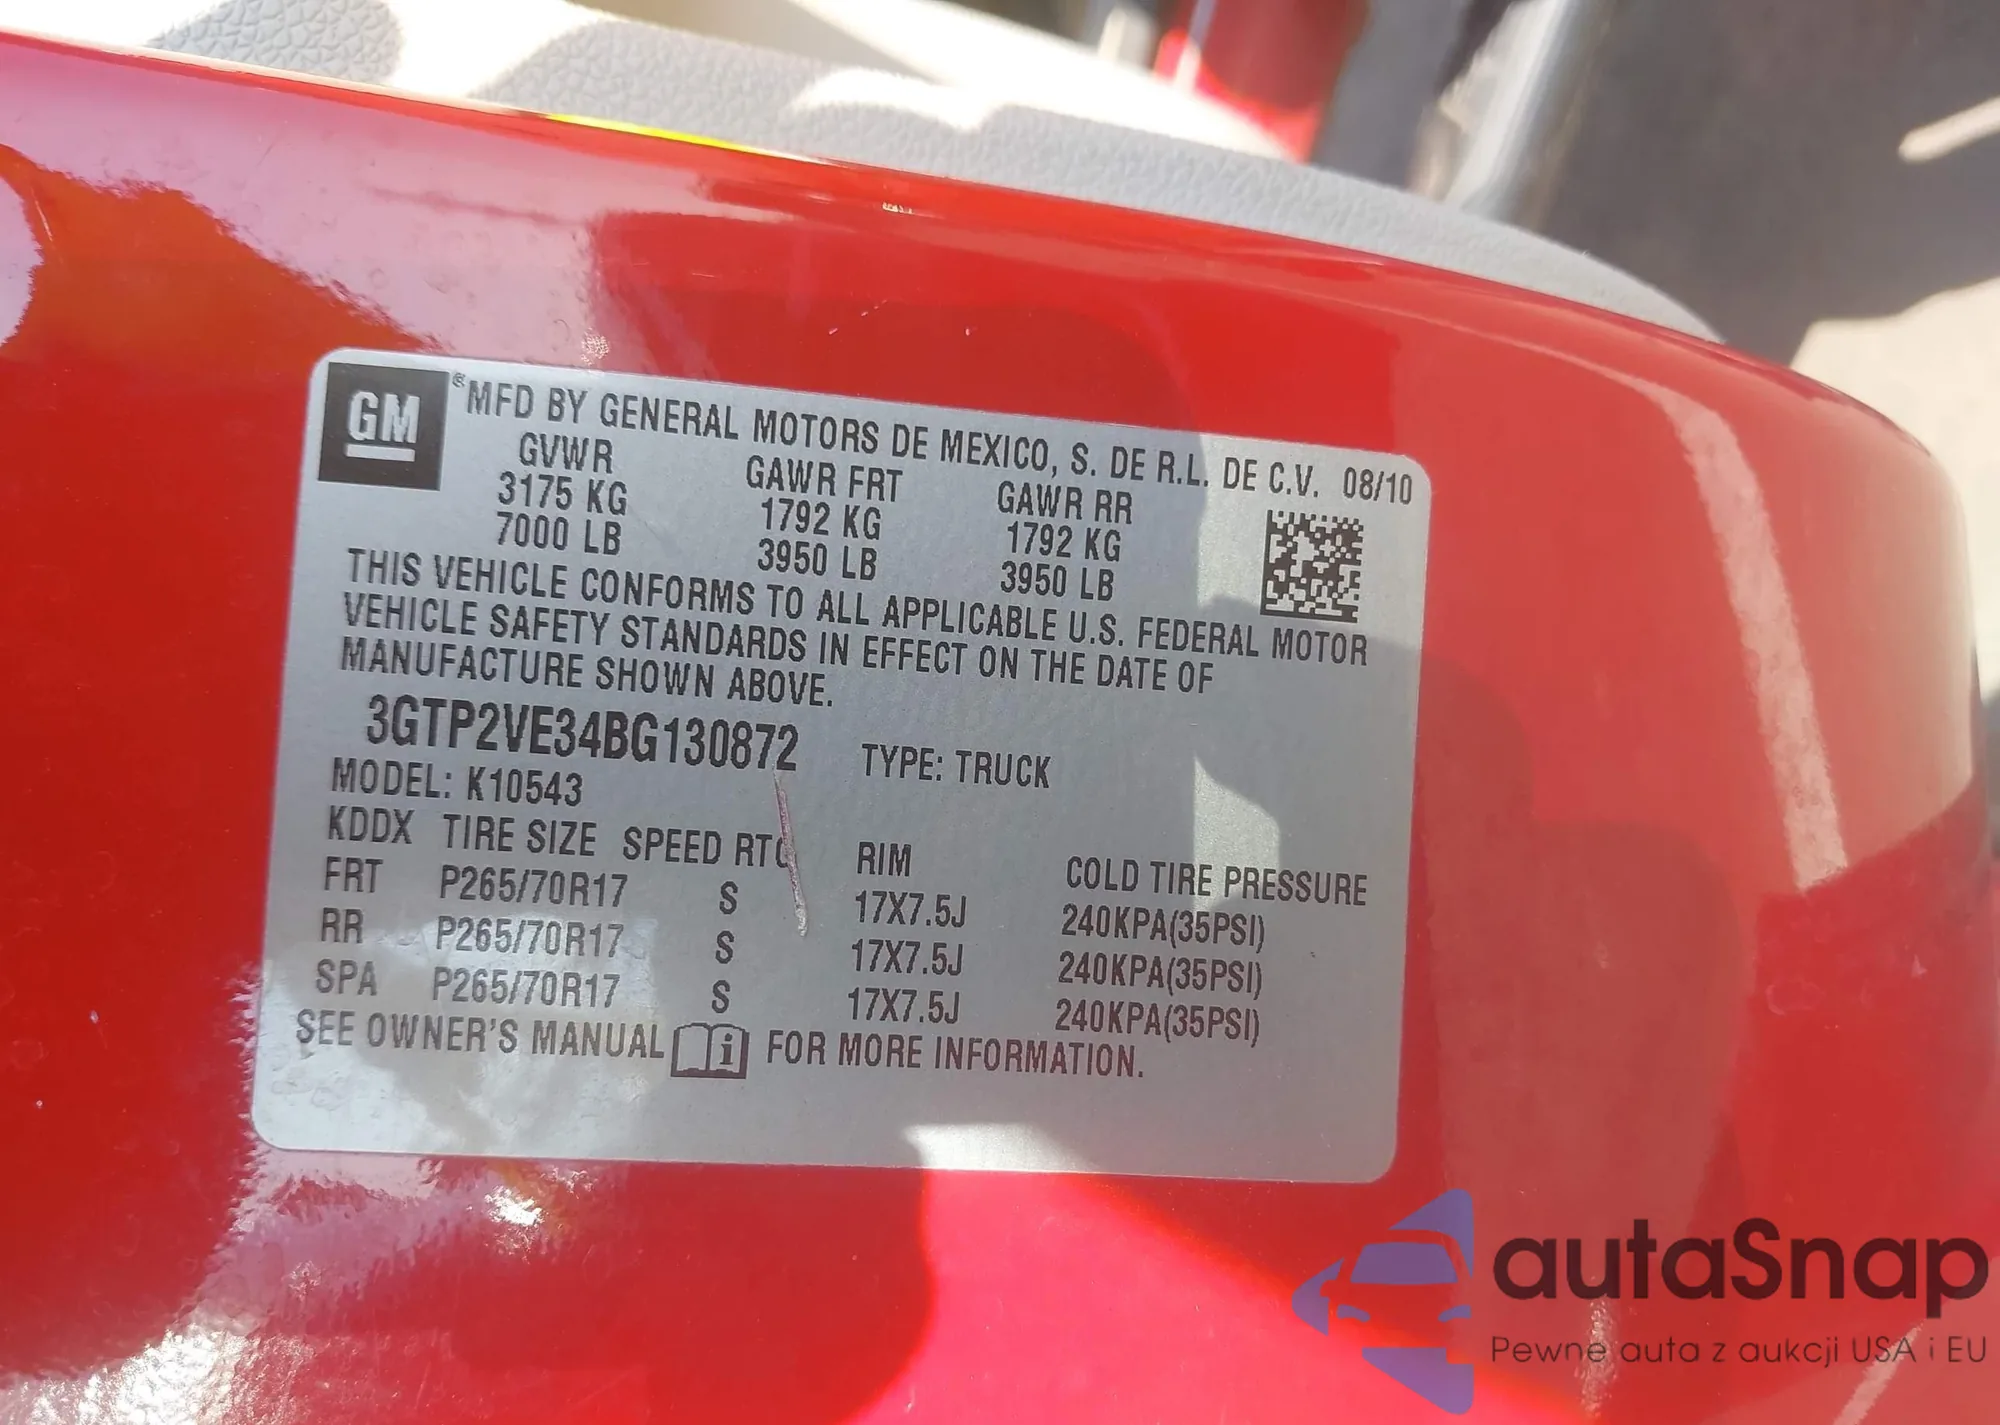 GM ® MFD BY GENERAL MOTORS DE MEXICO, S. DE R.L. DE C.V. 08/10
GVWR GAWR FRT GAWR RR
3175 KG 1792 KG 1792 KG
7000 LB 3950 LB 3950 LB
THIS VEHICLE CONFORMS TO ALL APPLICABLE U.S. FEDERAL MOTOR
VEHICLE SAFETY STANDARDS IN EFFECT ON THE DATE OF
MANUFACTURE SHOWN ABOVE.
3GTP2VE34BG130872 TYPE: TRUCK
MODEL: K10543
KDDX TIRE SIZE SPEED RTG RIM COLD TIRE PRESSURE
FRT P265/70R17 S 17X7.5J 240KPA(35PSI)
RR P265/70R17 S 17X7.5J 240KPA(35PSI)
SPA P265/70R17 S 17X7.5J 240KPA(35PSI)
SEE OWNER'S MANUAL i FOR MORE INFORMATION.
autaSnap
Pewne auta z aukcji USA i EU